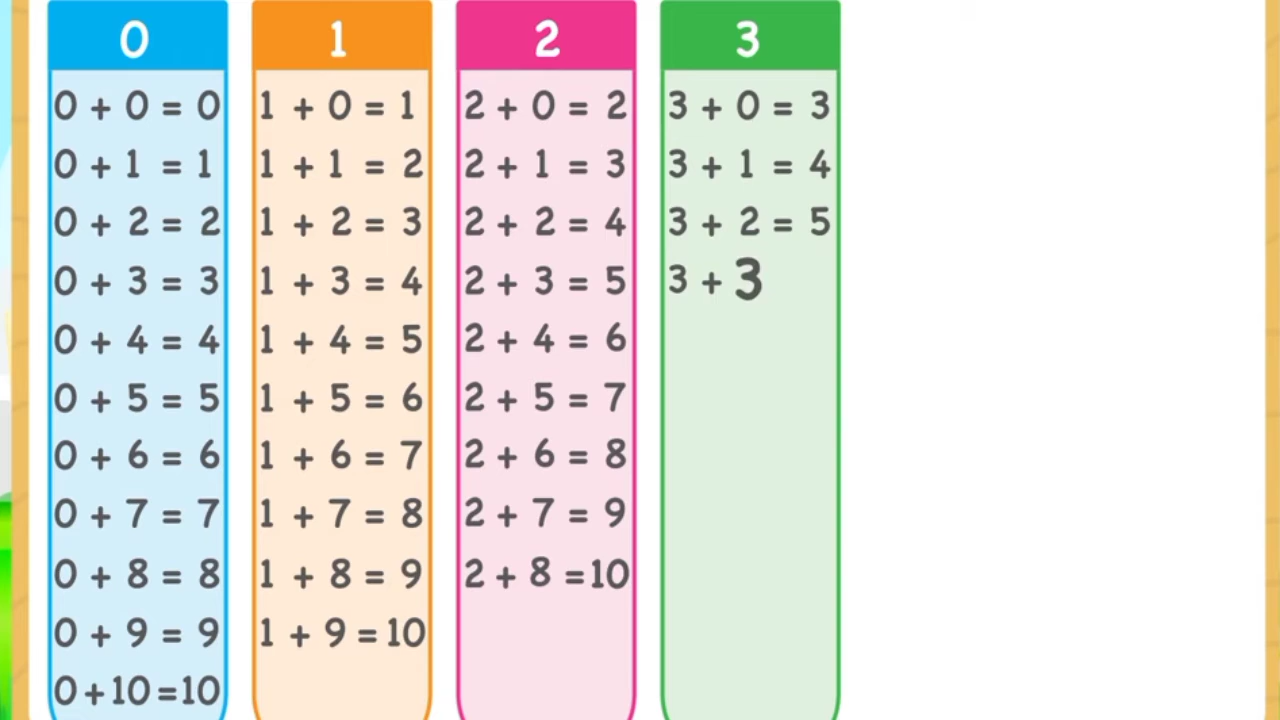 0
0 + 0 = 0
0 + 1 = 1
0 + 2 = 2
0 + 3 = 3
0 + 4 = 4
0 + 5 = 5
0 + 6 = 6
0 + 7 = 7
0 + 8 = 8
0 + 9 = 9
0 + 10 = 10
1
1 + 0 = 1
1 + 1 = 2
1 + 2 = 3
1 + 3 = 4
1 + 4 = 5
1 + 5 = 6
1 + 6 = 7
1 + 7 = 8
1 + 8 = 9
1 + 9 = 10
2
2 + 0 = 2
2 + 1 = 3
2 + 2 = 4
2 + 3 = 5
2 + 4 = 6
2 + 5 = 7
2 + 6 = 8
2 + 7 = 9
2 + 8 = 10
3
3 + 0 = 3
3 + 1 = 4
3 + 2 = 5
3 + 3